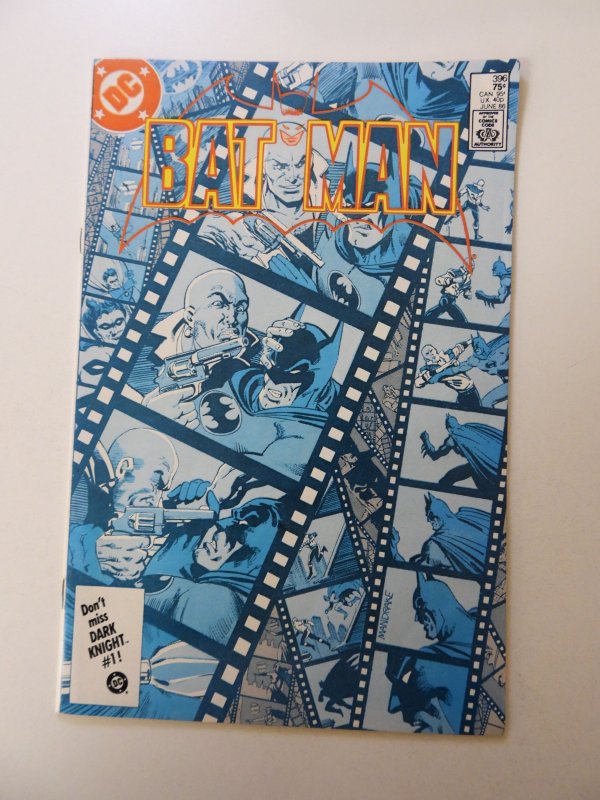 DC
396
75¢
CAN. 95¢
U.K. 40p
JUNE 86
APPROVED
BY THE
COMICS
CODE
AUTHORITY
BATMAN
MANDRAKE
Don't
miss
DARK
KNIGHT™
#1!
DC